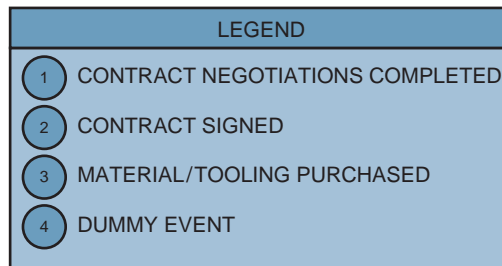 LEGEND
1 CONTRACT NEGOTIATIONS COMPLETED
2 CONTRACT SIGNED
3 MATERIAL/TOOLING PURCHASED
4 DUMMY EVENT